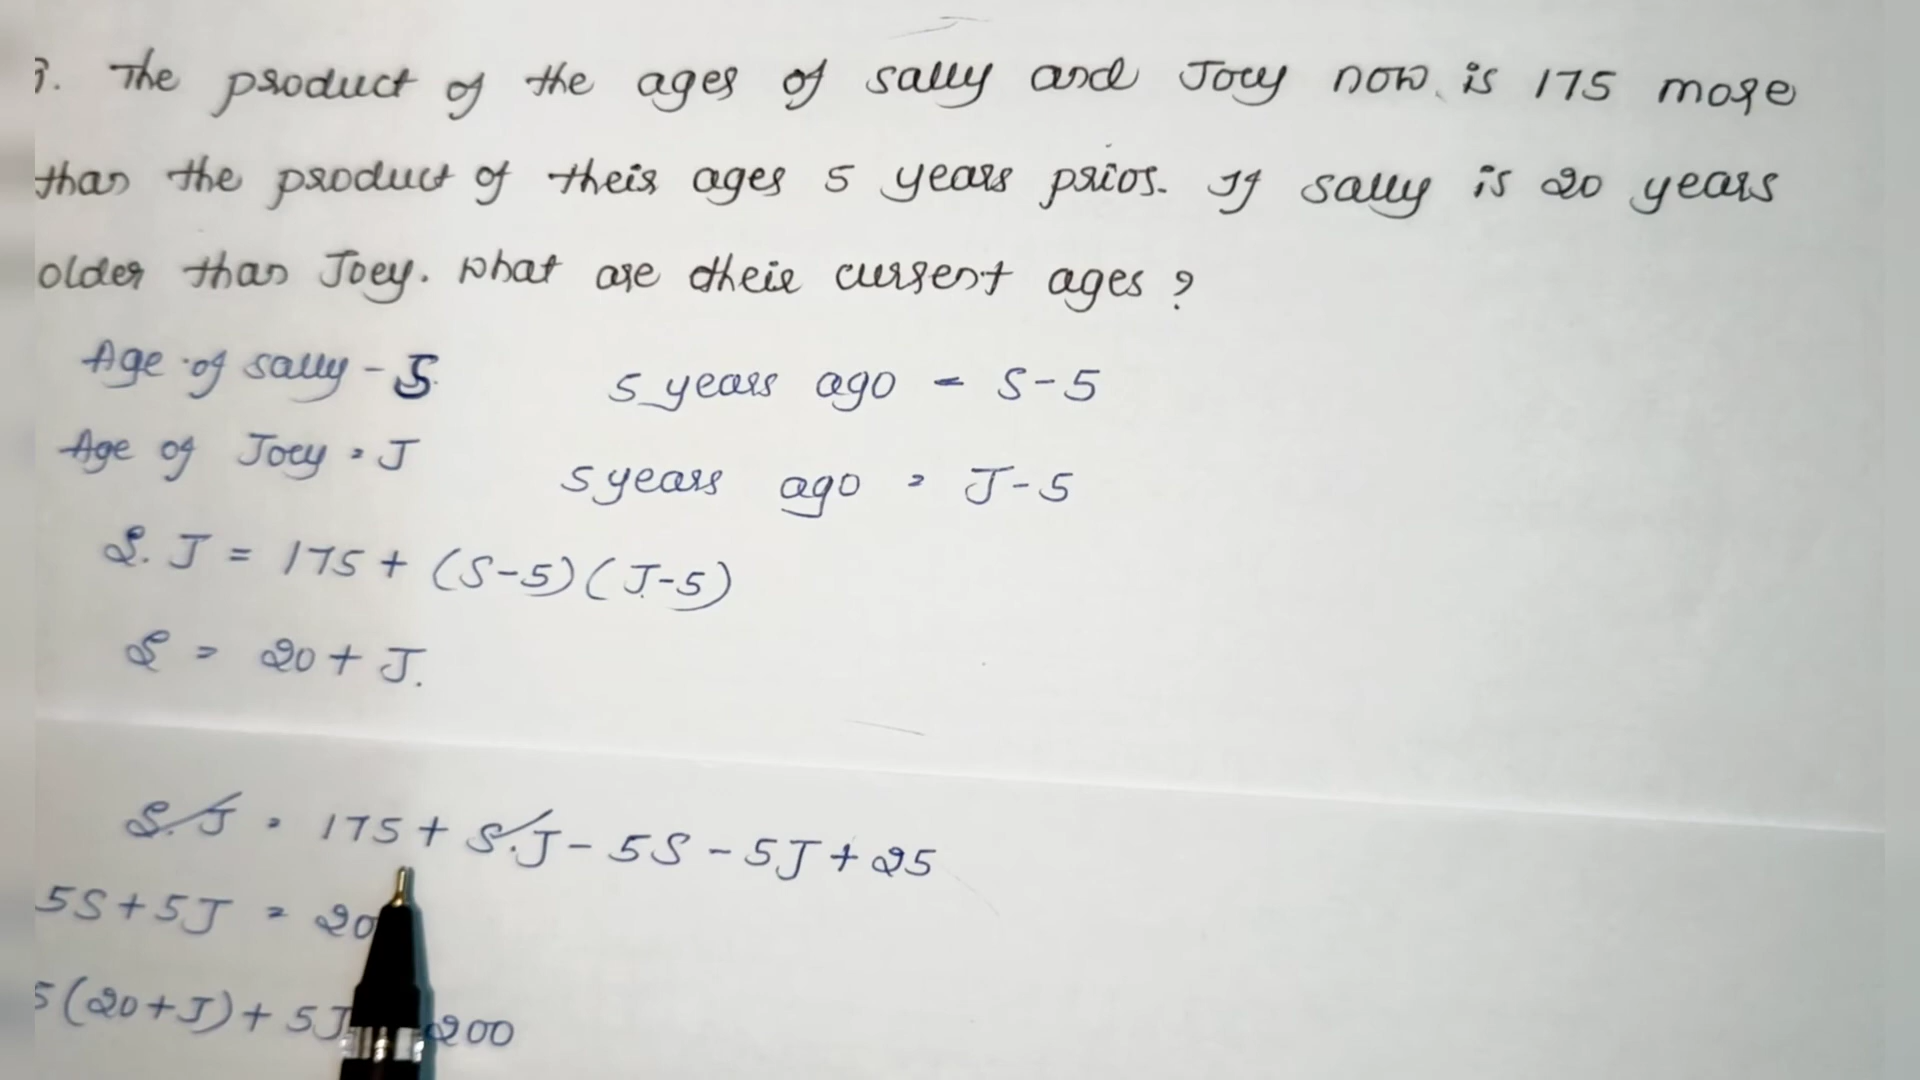 The product of the ages of sally and Joey now is 175 more
than the product of their ages 5 years prior. If sally is 20 years
older than Joey. What are their current ages ?
Age of sally - S
5 years ago - S-5
Age of Joey = J
5 years ago = J-5
S. J = 175 + (S-5) (J-5)
S = 20 + J.
S.J = 175 + S.J - 5S - 5J + 25
5S + 5J = 20
5(20+J) + 5J 200